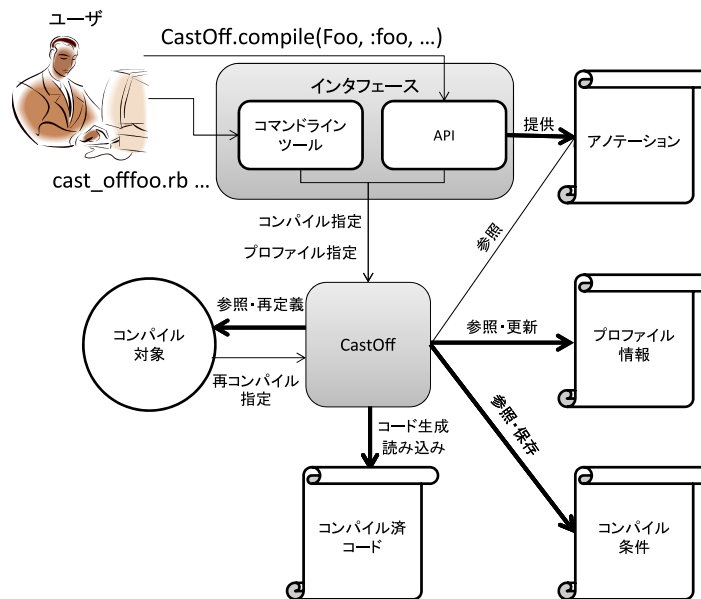 ユーザ
CastOff.compile(Foo, :foo, ...)
インタフェース
コマンドライン
ツール
API
提供
アノテーション
cast_offfoo.rb ...
コンパイル指定
プロファイル指定
参照
参照・再定義
コンパイル
対象
CastOff
参照・更新
プロファイル
情報
再コンパイル
指定
コード生成
読み込み
参照・保存
コンパイル済
コード
コンパイル
条件